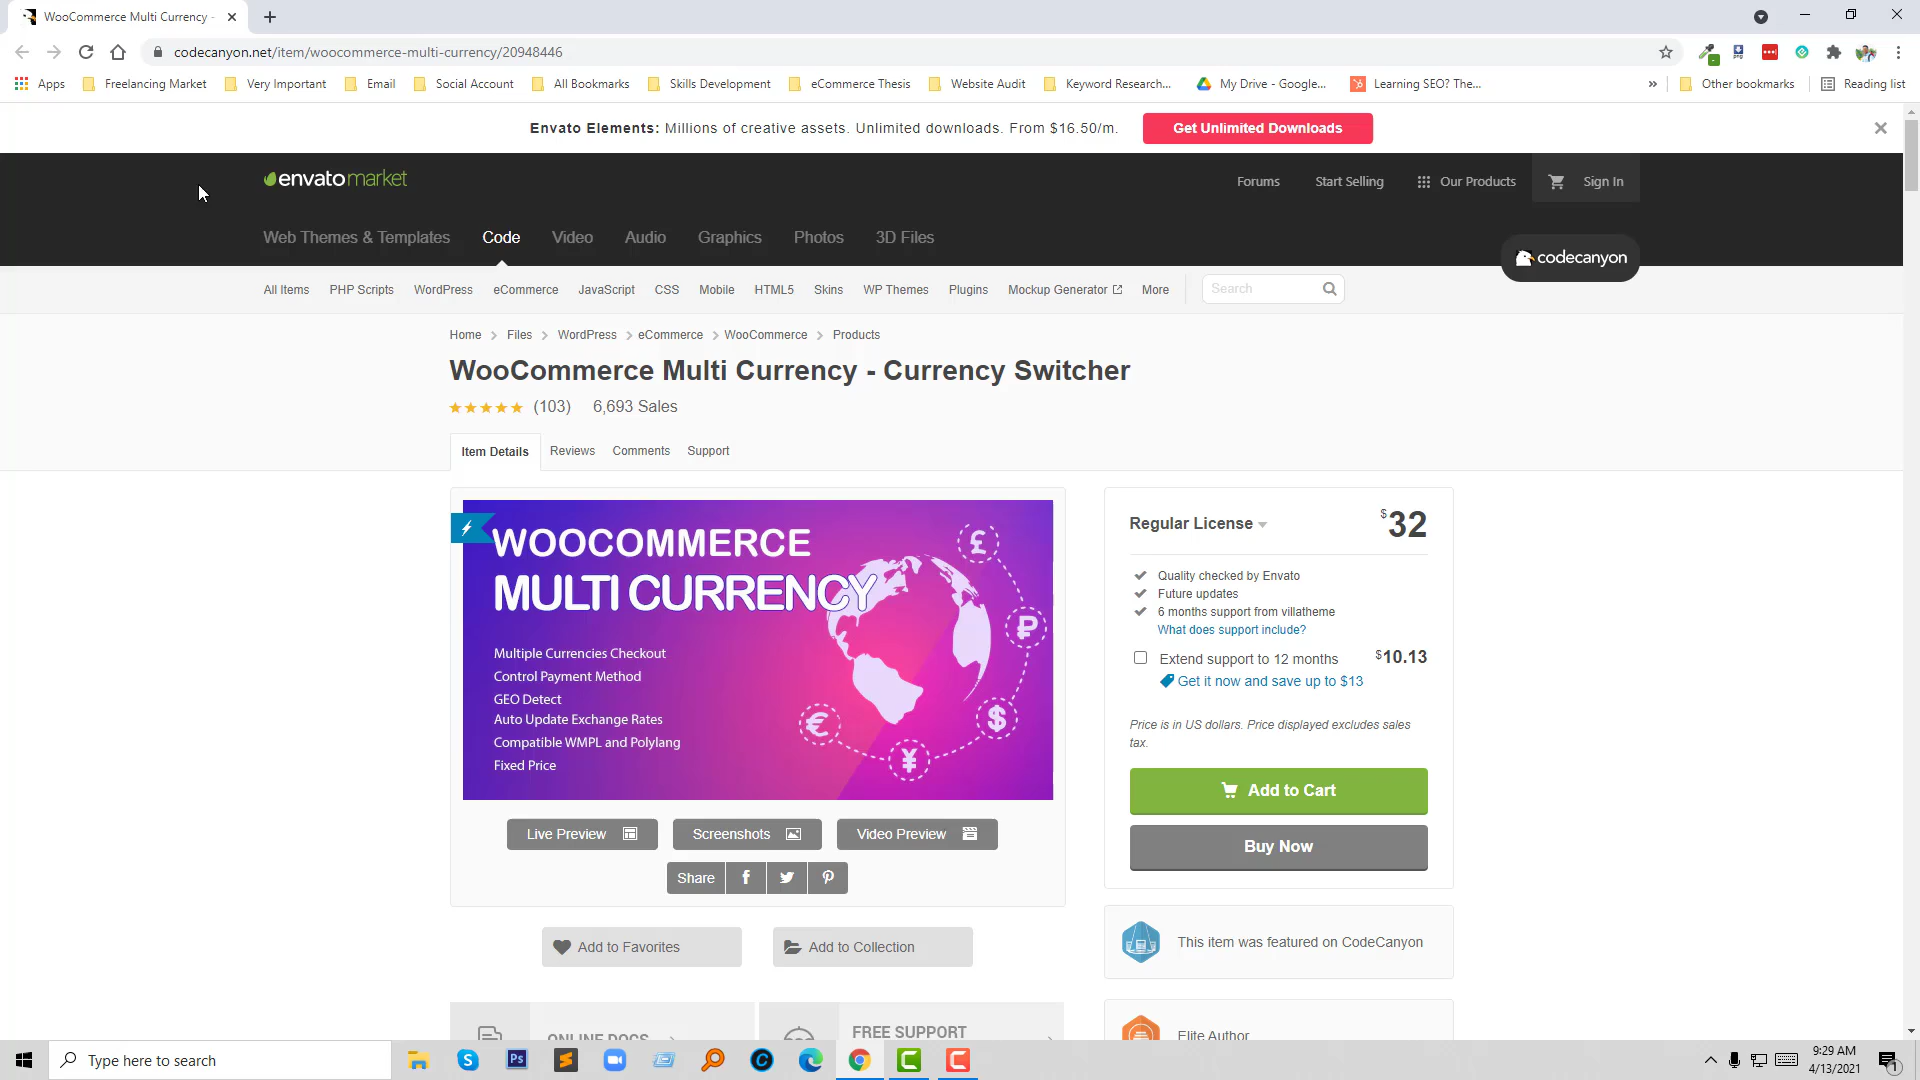 WooCommerce Multi Currency -
codecanyon.net/item/woocommerce-multi-currency/20948446
Apps
Freelancing Market
Very Important
Email
Social Account
All Bookmarks
Skills Development
eCommerce Thesis
Website Audit
Keyword Research...
My Drive - Google...
Learning SEO? The...
»
Other bookmarks
Reading list
Envato Elements: Millions of creative assets. Unlimited downloads. From $16.50/m.
Get Unlimited Downloads
envatomarket
Forums
Start Selling
Our Products
Sign In
Web Themes & Templates
Code
Video
Audio
Graphics
Photos
3D Files
codecanyon
All Items
PHP Scripts
WordPress
eCommerce
JavaScript
CSS
Mobile
HTML5
Skins
WP Themes
Plugins
Mockup Generator
More
Search
Home
Files
WordPress
eCommerce
WooCommerce
Products
WooCommerce Multi Currency - Currency Switcher
(103)
6,693 Sales
Item Details
Reviews
Comments
Support
WOOCOMMERCE
MULTI CURRENCY
Multiple Currencies Checkout
Control Payment Method
GEO Detect
Auto Update Exchange Rates
Compatible WMPL and Polylang
Fixed Price
£
₽
$
¥
€
Live Preview
Screenshots
Video Preview
Share
Add to Favorites
Add to Collection
ONLINE DOCS
FREE SUPPORT
Regular License
$32
Quality checked by Envato
Future updates
6 months support from villatheme
What does support include?
Extend support to 12 months
$10.13
Get it now and save up to $13
Price is in US dollars. Price displayed excludes sales
tax.
Add to Cart
Buy Now
This item was featured on CodeCanyon
Elite Author
Type here to search
Ps
9:29 AM
4/13/2021
1